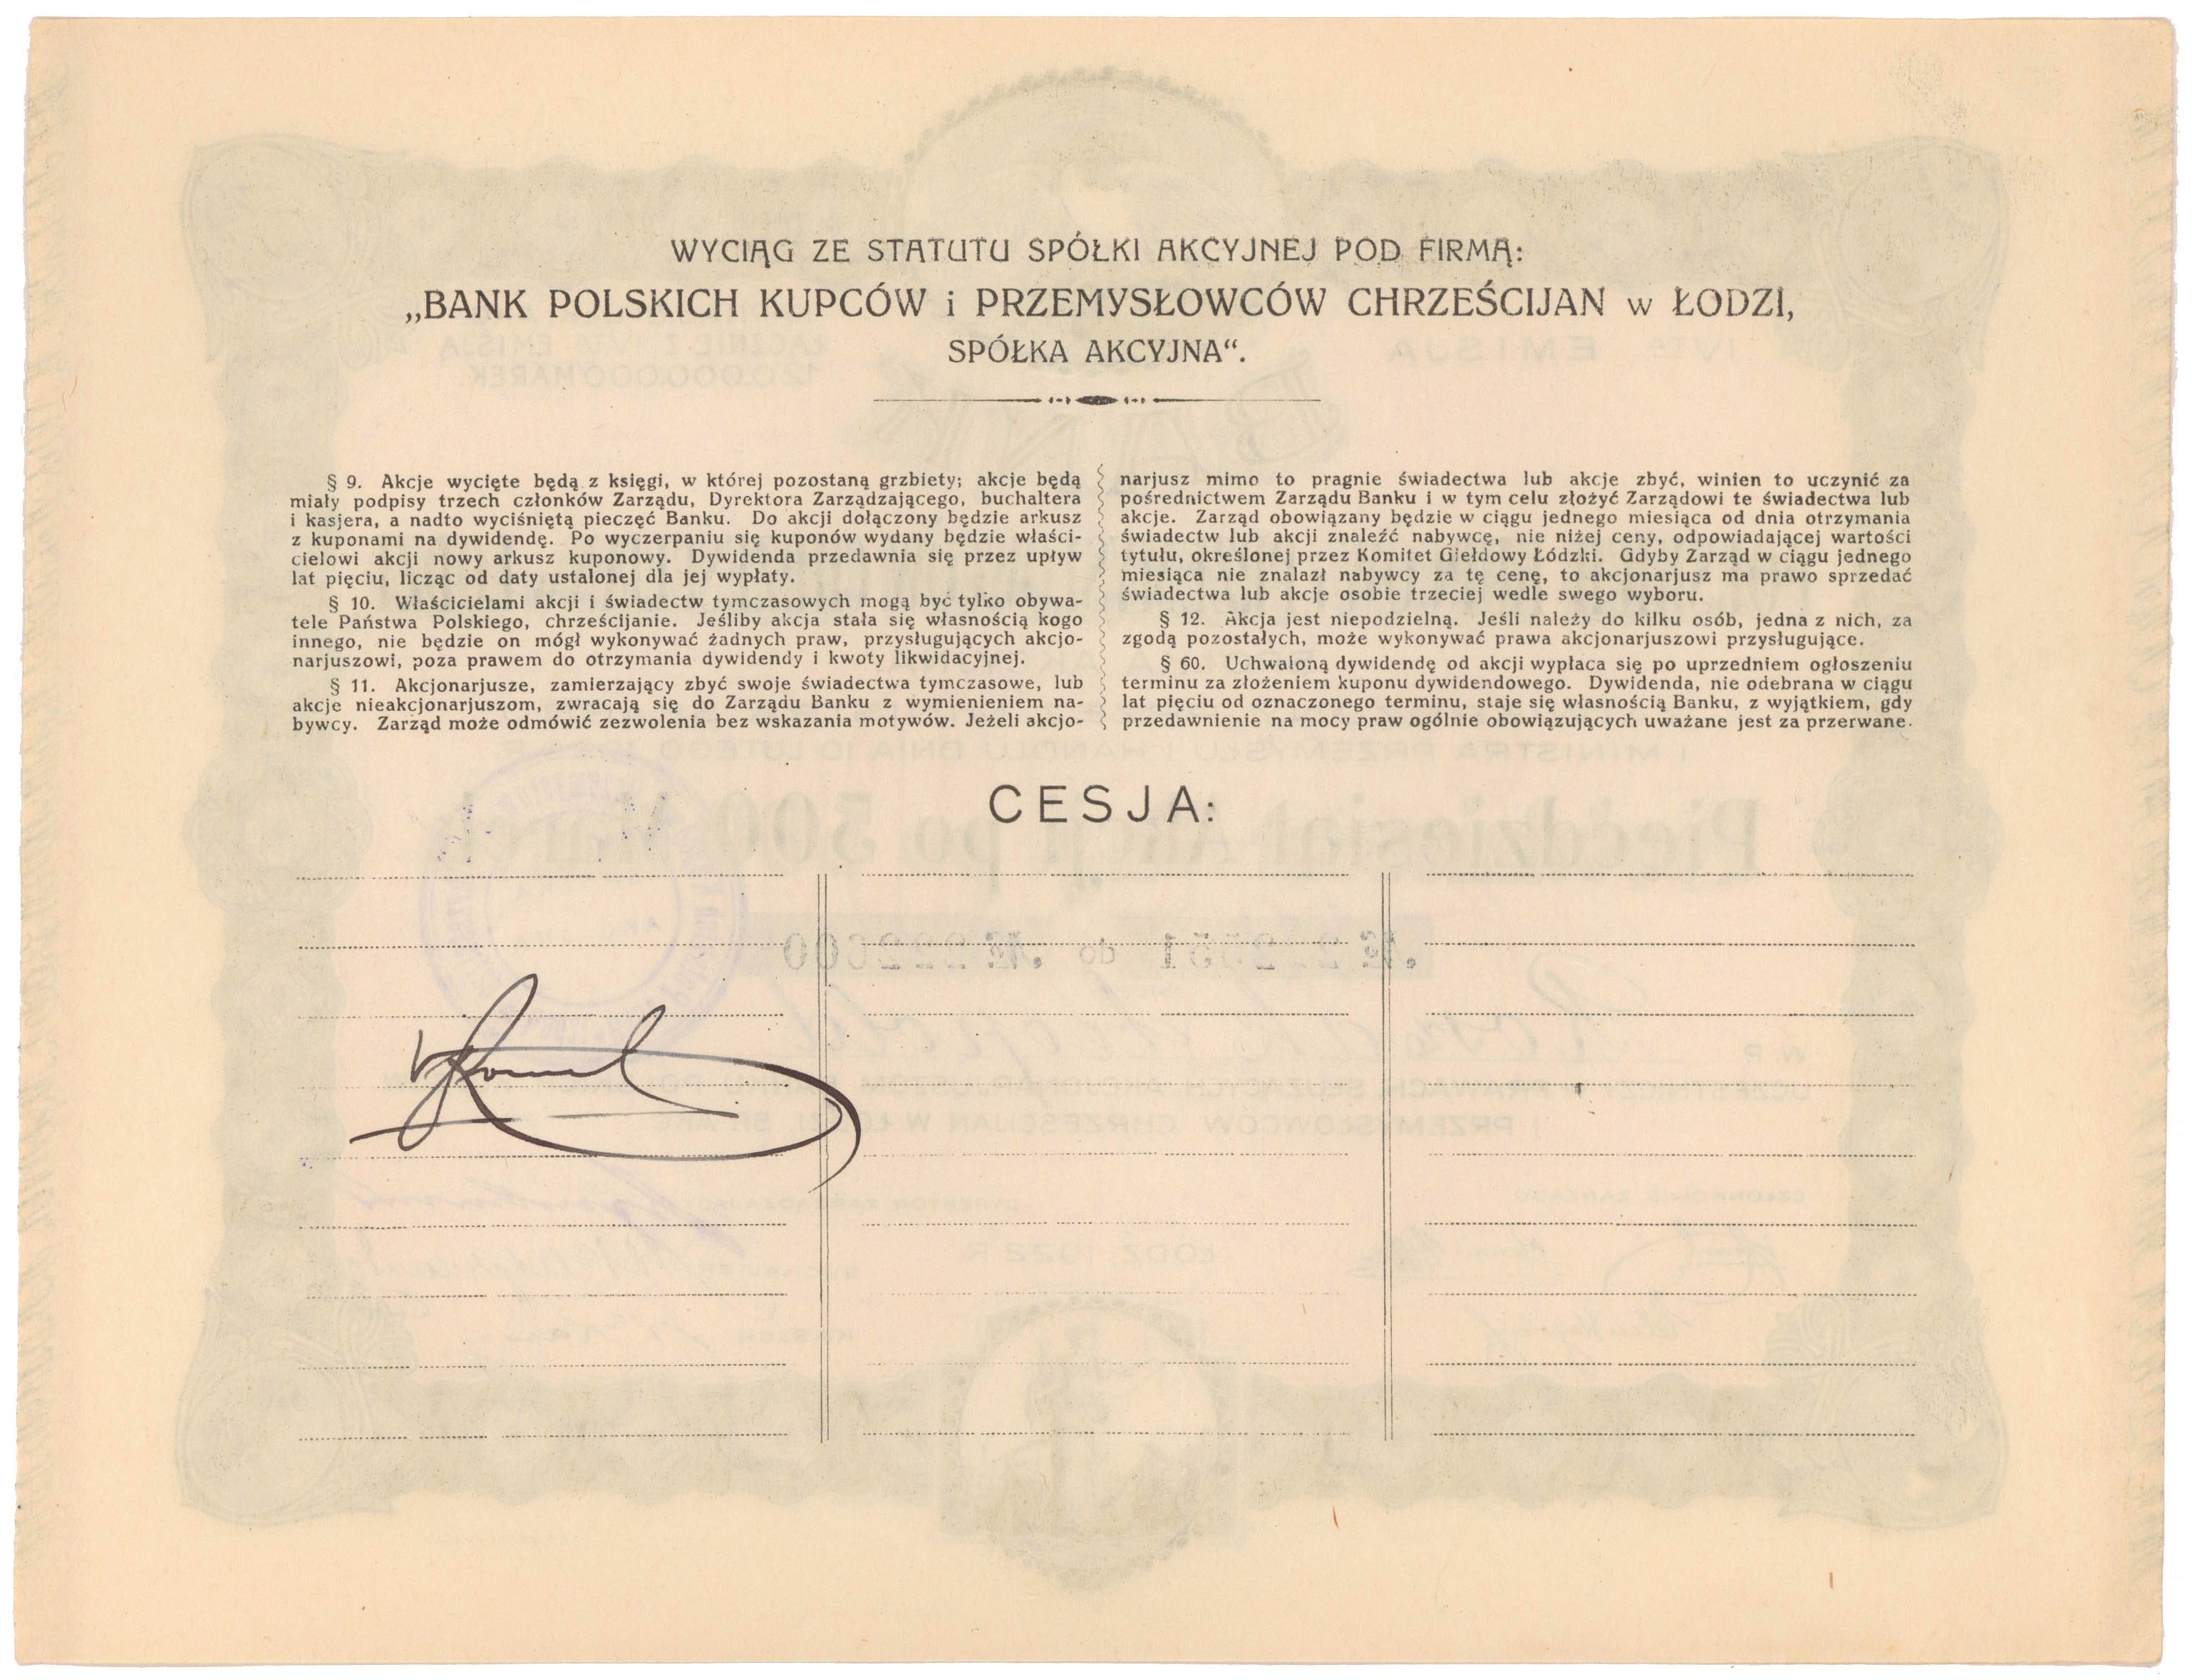 WYCIĄG ZE STATUTU SPÓŁKI AKCYJNEJ POD FIRMĄ:
„BANK POLSKICH KUPCÓW i PRZEMYSŁOWCÓW CHRZEŚCIJAN w ŁODZI,
SPÓŁKA AKCYJNA“.
§ 9. Akcje wycięte będą z księgi, w której pozostaną grzbiety; akcje będą
miały podpisy trzech członków Zarządu, Dyrektora Zarządzającego, buchaltera
i kasjera, a nadto wyciśniętą pieczęć Banku. Do akcji dołączony będzie arkusz
z kuponami na dywidendę. Po wyczerpaniu się kuponów wydany będzie właści-
cielowi akcji nowy arkusz kuponowy. Dywidenda przedawnia się przez upływ
lat pięciu, licząc od daty ustalonej dla jej wypłaty.
§ 10. Właścicielami akcji i świadectw tymczasowych mogą być tylko obywa-
tele Państwa Polskiego, chrześcijanie. Jeśliby akcja stała się własnością kogo
innego, nie będzie on mógł wykonywać żadnych praw, przysługujących akcjo-
narjuszowi, poza prawem do otrzymania dywidendy i kwoty likwidacyjnej.
§ 11. Akcjonarjusze, zamierzający zbyć swoje świadectwa tymczasowe, lub
akcje nieakcjonarjuszom, zwracają się do Zarządu Banku z wymienieniem na-
bywcy. Zarząd może odmówić zezwolenia bez wskazania motywów. Jeżeli akcjo-
narjusz mimo to pragnie świadectwa lub akcje zbyć, winien to uczynić za
pośrednictwem Zarządu Banku i w tym celu złożyć Zarządowi te świadectwa lub
akcje. Zarząd obowiązany będzie w ciągu jednego miesiąca od dnia otrzymania
świadectw lub akcji znaleźć nabywcę, nie niżej ceny, odpowiadającej wartości
tytułu, określonej przez Komitet Giełdowy Łódzki. Gdyby Zarząd w ciągu jednego
miesiąca nie znalazł nabywcy za tę cenę, to akcjonarjusz ma prawo sprzedać
świadectwa lub akcje osobie trzeciej wedle swego wyboru.
§ 12. Akcja jest niepodzielną. Jeśli należy do kilku osób, jedna z nich, za
zgodą pozostałych, może wykonywać prawa akcjonarjuszowi przysługujące.
§ 60. Uchwaloną dywidendę od akcji wypłaca się po uprzedniem ogłoszeniu
terminu za złożeniem kuponu dywidendowego. Dywidenda, nie odebrana w ciągu
lat pięciu od oznaczonego terminu, staje się własnością Banku, z wyjątkiem, gdy
przedawnienie na mocy praw ogólnie obowiązujących uważane jest za przerwane.
CESJA: